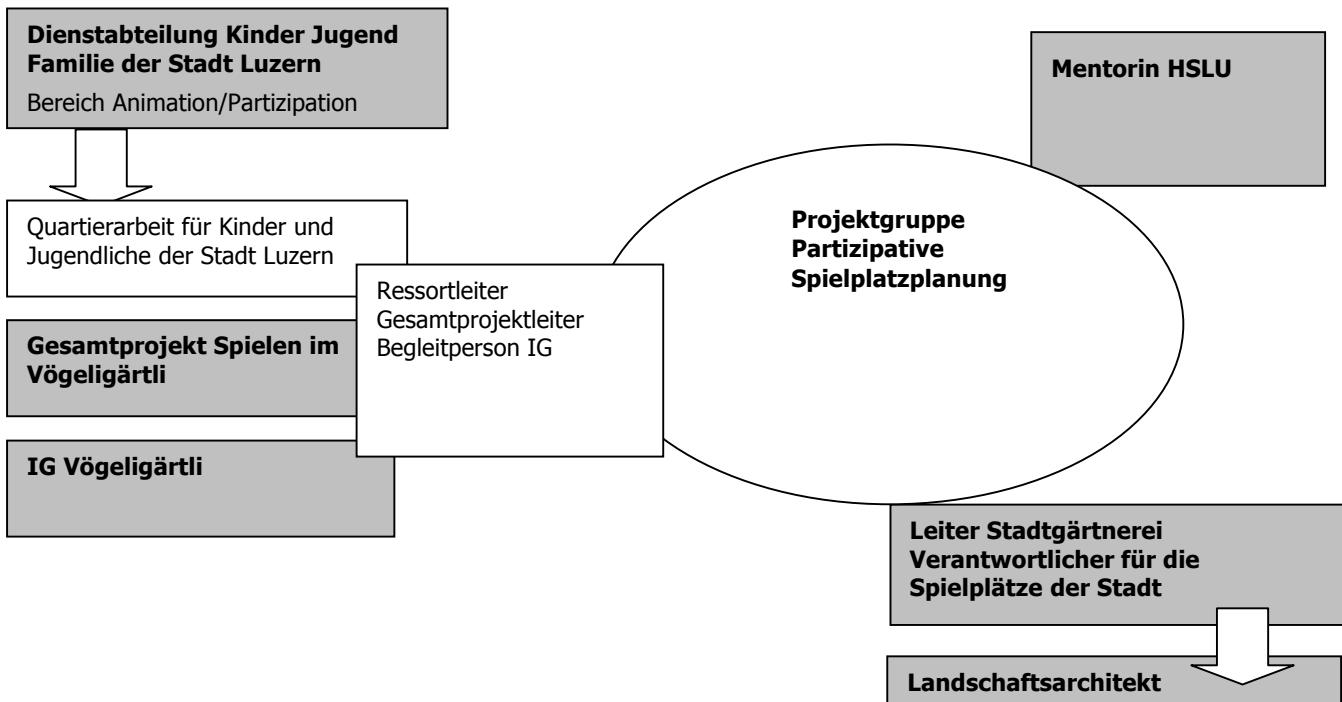 Dienstabteilung Kinder Jugend
Familie der Stadt Luzern
Bereich Animation/Partizipation
Mentorin HSLU
Quartierarbeit für Kinder und
Jugendliche der Stadt Luzern
Projektgruppe
Partizipative
Spielplatzplanung
Ressortleiter
Gesamtprojektleiter
Begleitperson IG
Gesamtprojekt Spielen im
Vögeligärtli
IG Vögeligärtli
Leiter Stadtgärtnerei
Verantwortlicher für die
Spielplätze der Stadt
Landschaftsarchitekt